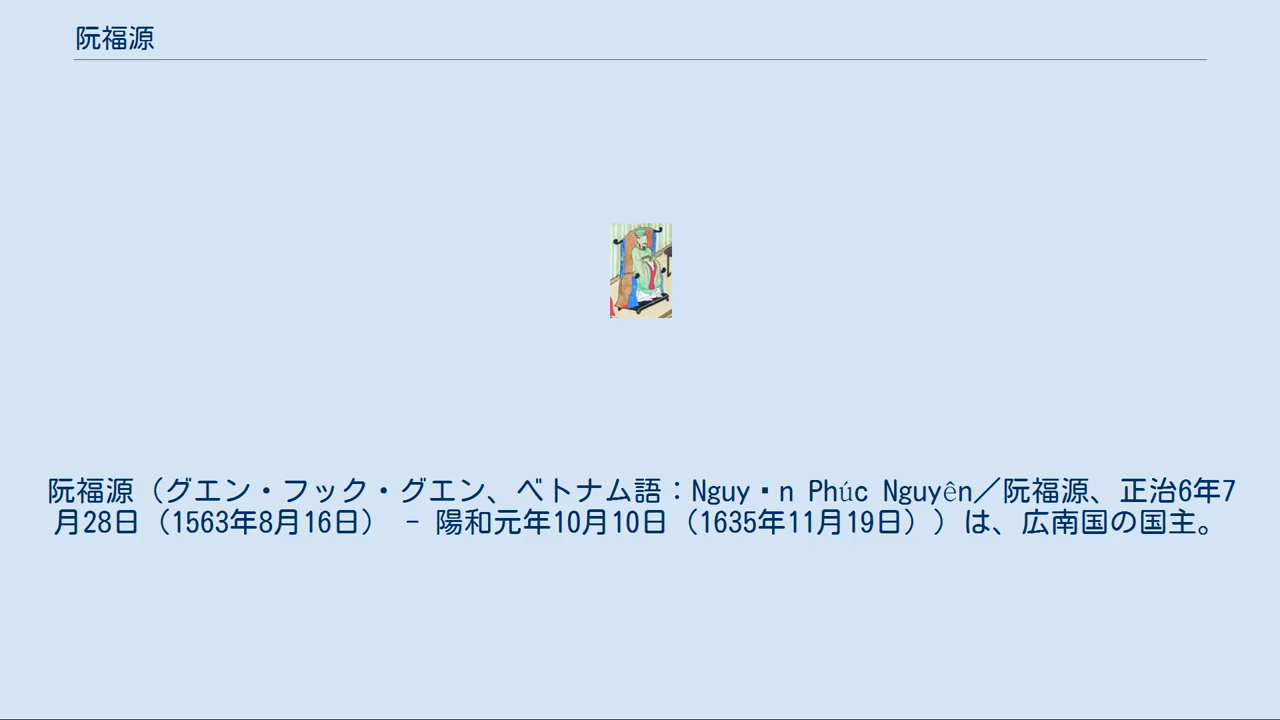 阮福源
阮福源（グエン・フック・グエン、ベトナム語：Nguy·n Phúc Nguyên／阮福源、正治6年7
月28日（1563年8月16日） - 陽和元年10月10日（1635年11月19日））は、広南国の国主。